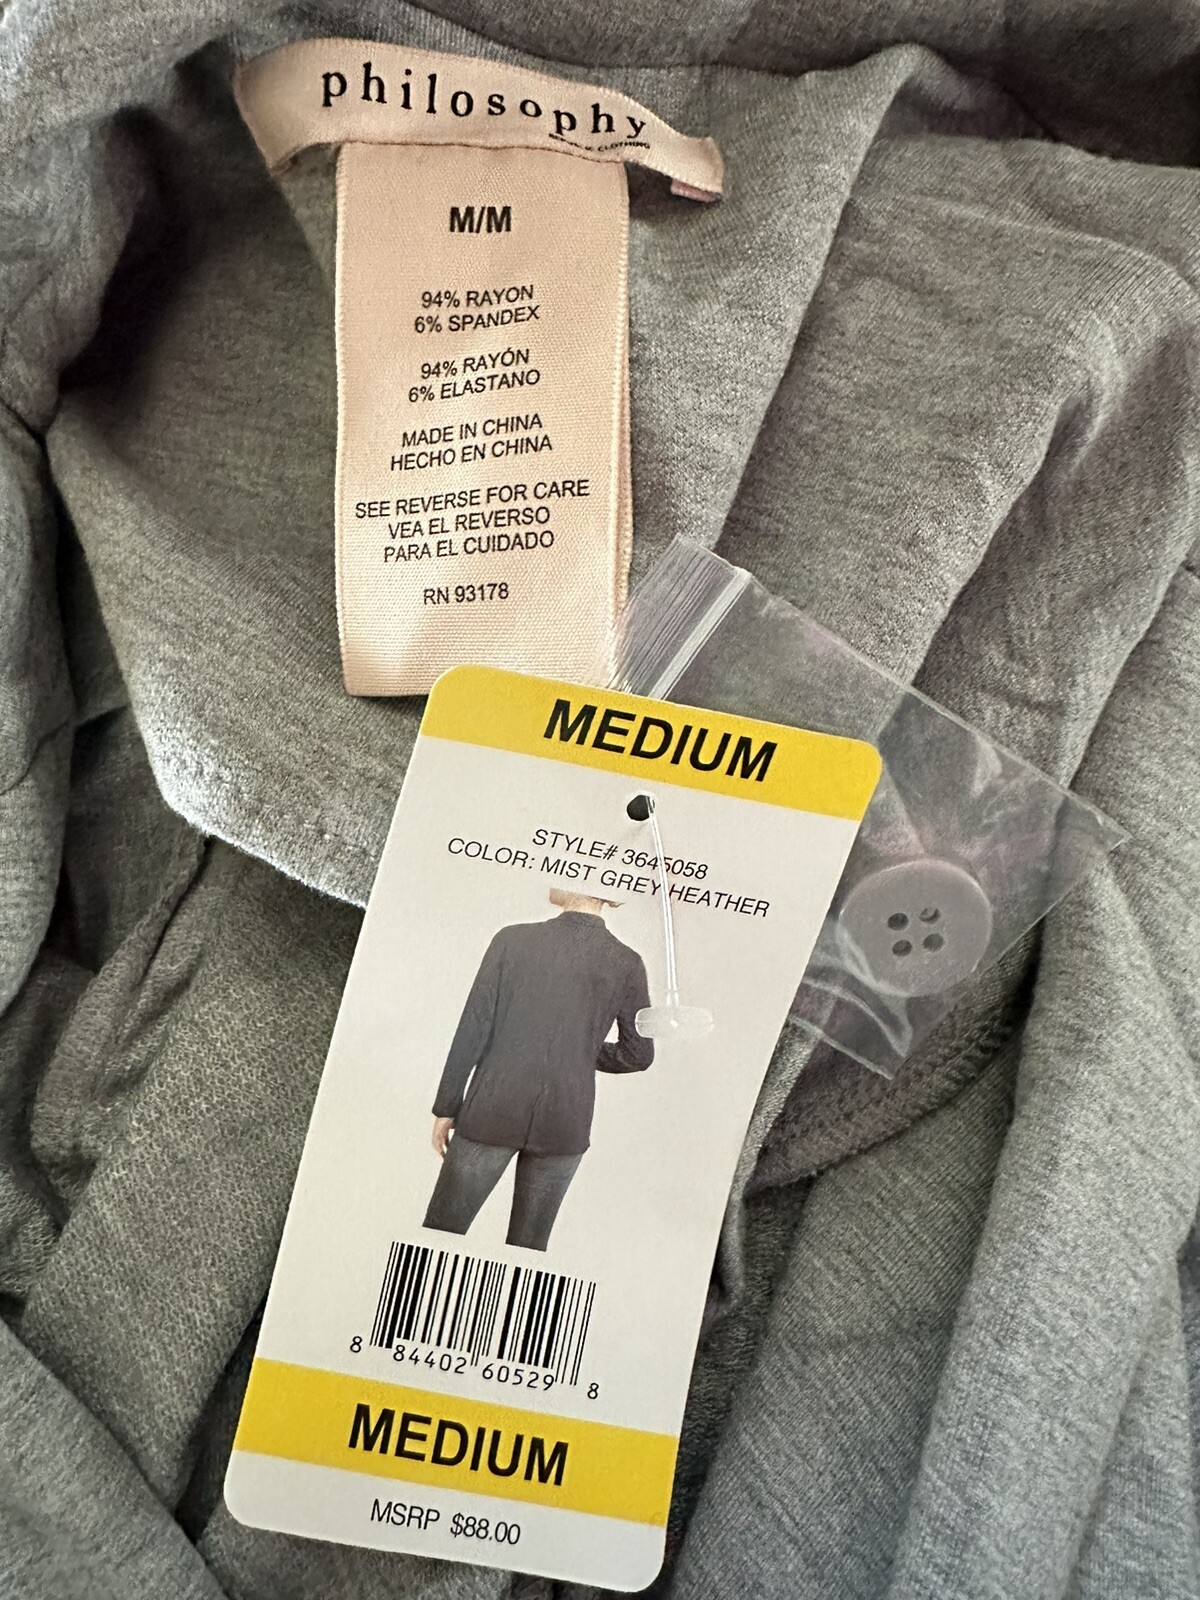 philosophy
REPUBLIC CLOTHING
M/M
94% RAYON
6% SPANDEX
94% RAYÓN
6% ELASTANO
MADE IN CHINA
HECHO EN CHINA
SEE REVERSE FOR CARE
VEA EL REVERSO
PARA EL CUIDADO
RN 93178
MEDIUM
STYLE# 3645058
COLOR: MIST GREY HEATHER
8 84402 60529 8
MEDIUM
MSRP $88.00